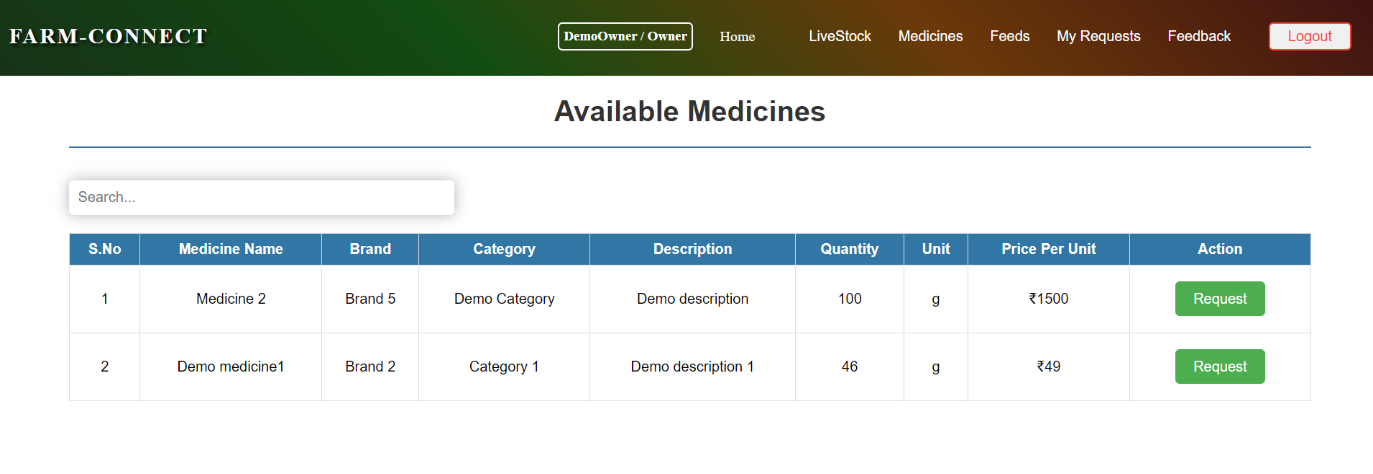 FARM-CONNECT DemoOwner / Owner Home LiveStock Medicines Feeds My Requests Feedback Logout
Available Medicines
Search...
S.No Medicine Name Brand Category Description Quantity Unit Price Per Unit Action
1 Medicine 2 Brand 5 Demo Category Demo description 100 g ₹1500 Request
2 Demo medicine1 Brand 2 Category 1 Demo description 1 46 g ₹49 Request